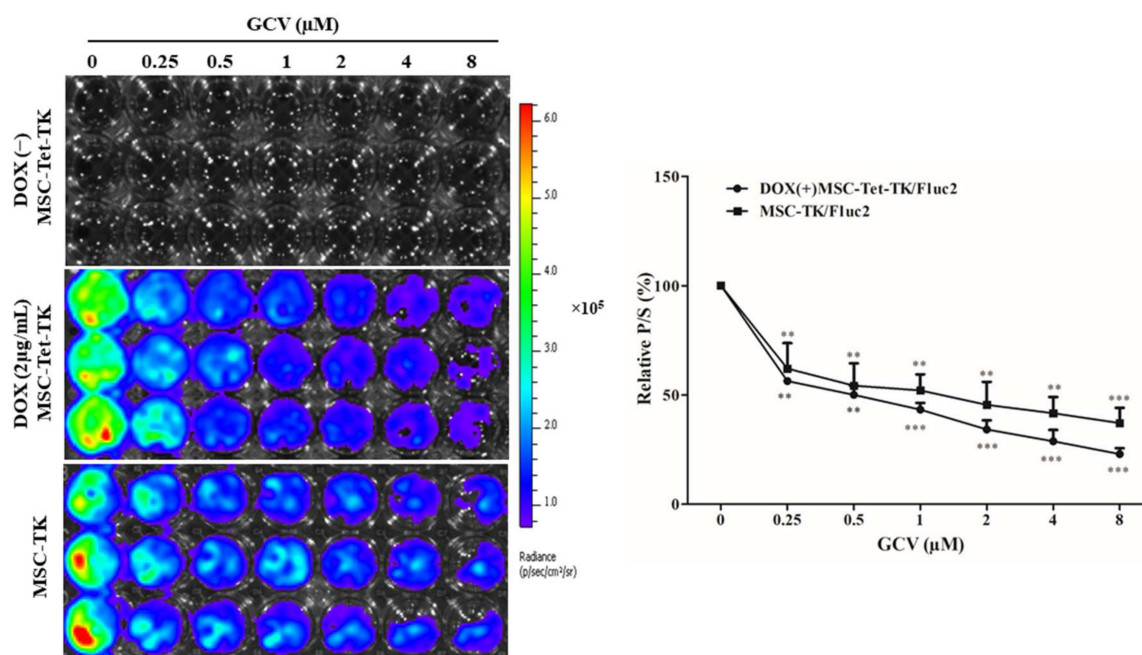 GCV (µM)
0 0.25 0.5 1 2 4 8
DOX (−)
MSC-Tet-TK
DOX (2µg/mL)
MSC-Tet-TK
MSC-TK
6.0
5.0
4.0
×10⁵
3.0
2.0
1.0
Radiance
(p/sec/cm²/sr)
150
100
50
0
Relative P/S (%)
DOX(+)MSC-Tet-TK/Fluc2
MSC-TK/Fluc2
** ** ** ** ** ***
** ** *** *** *** ***
0 0.25 0.5 1 2 4 8
GCV (µM)